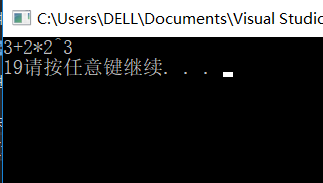 C:\Users\DELL\Documents\Visual Studio
3+2*2^3
19请按任意键继续. . .